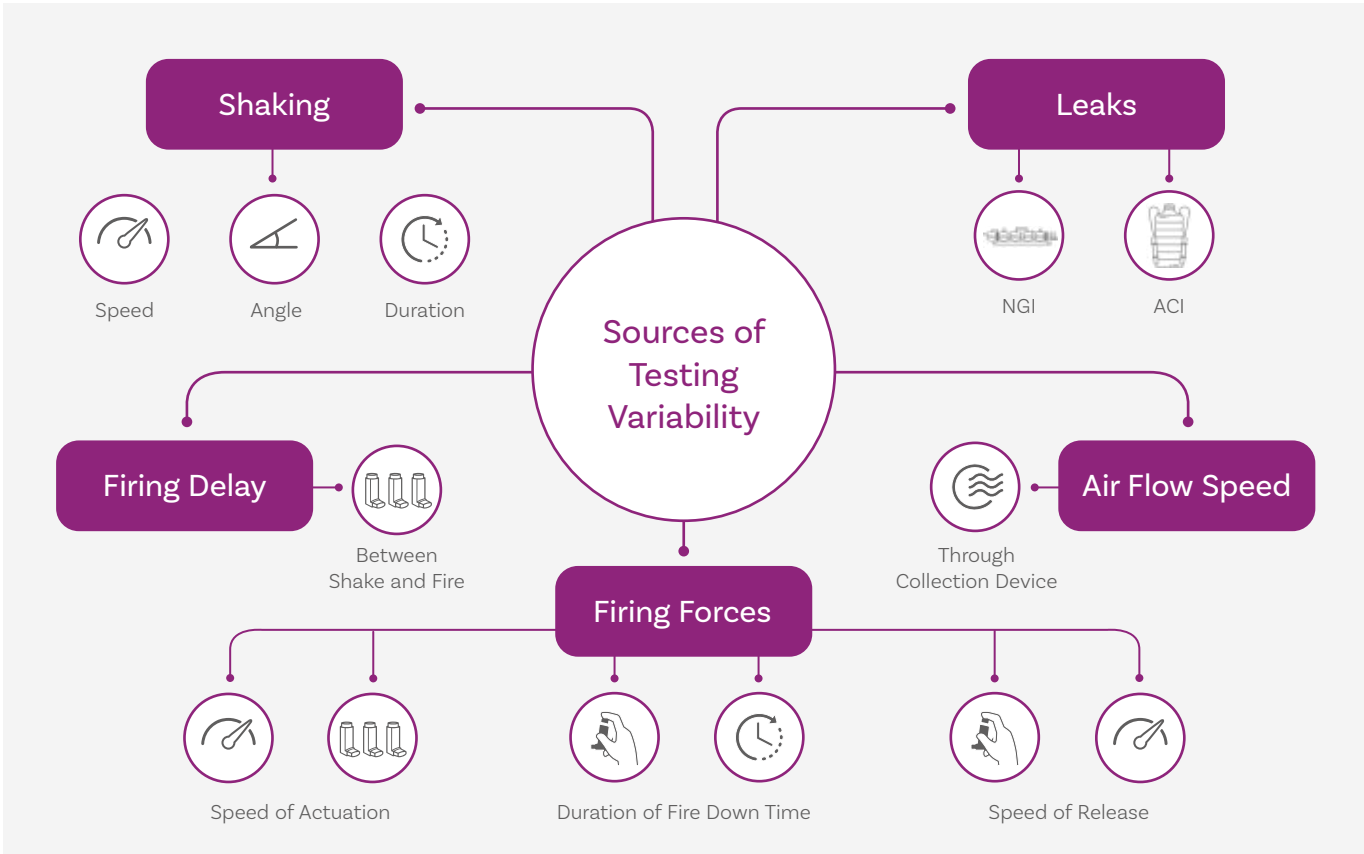 Shaking
Leaks
Speed
Angle
Duration
NGI
ACI
Sources of
Testing
Variability
Firing Delay
Between
Shake and Fire
Air Flow Speed
Through
Collection Device
Firing Forces
Speed of Actuation
Duration of Fire Down Time
Speed of Release